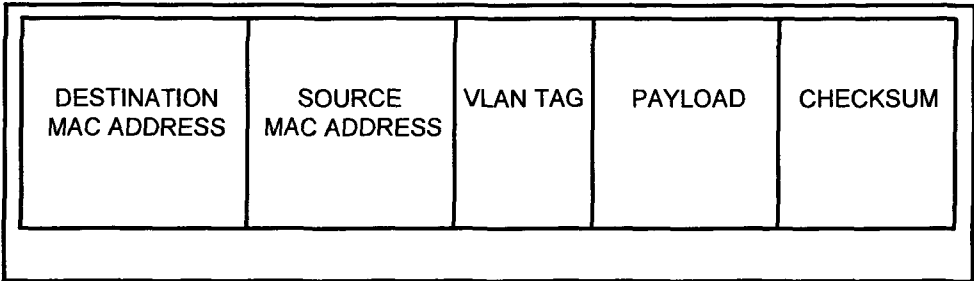 DESTINATION
MAC ADDRESS
SOURCE
MAC ADDRESS
VLAN TAG
PAYLOAD
CHECKSUM